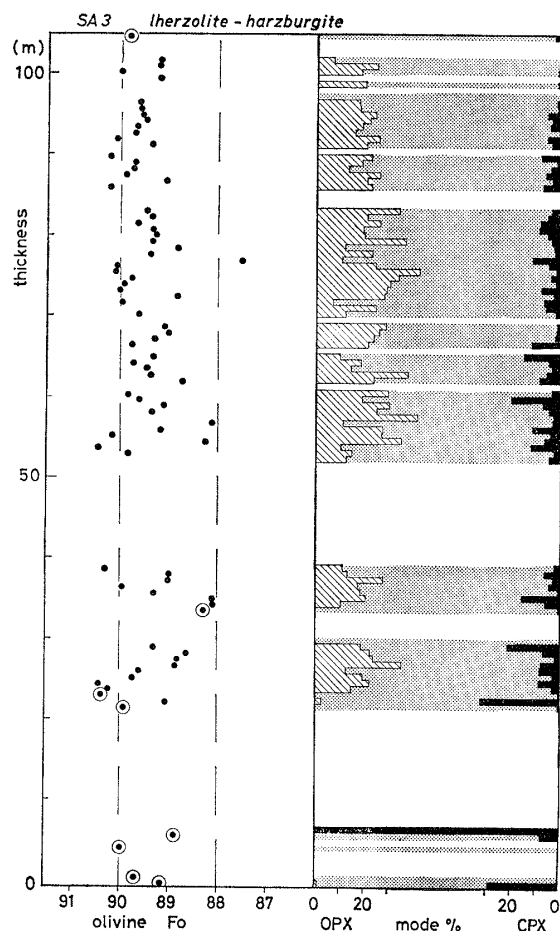 SA 3 lherzolite - harzburgite
(m)
100
thickness
50
0
91 90 89 88 87
olivine Fo
0 20 20 0
OPX mode % CPX